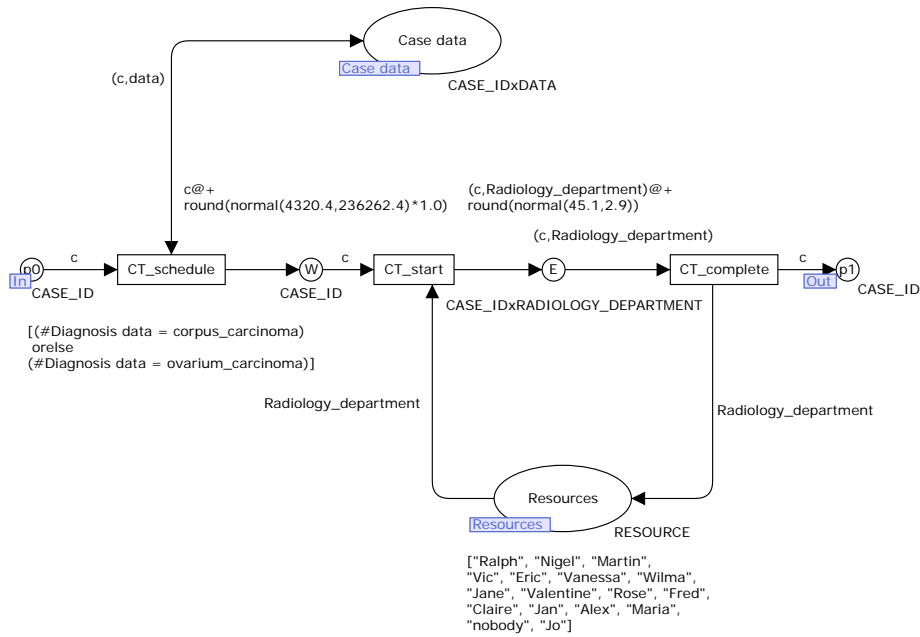 Case data
Case data
CASE_IDxDATA
(c,data)
c@+
round(normal(4320.4,236262.4)*1.0)
(c,Radiology_department)@+
round(normal(45.1,2.9))
(c,Radiology_department)
p0
In
c
CASE_ID
CT_schedule
W
CASE_ID
c
CT_start
E
CASE_IDxRADIOLOGY_DEPARTMENT
CT_complete
c
Out
p1
CASE_ID
[(#Diagnosis data = corpus_carcinoma)
orelse
(#Diagnosis data = ovarium_carcinoma)]
Radiology_department
Radiology_department
Resources
Resources
RESOURCE
["Ralph", "Nigel", "Martin",
"Vic", "Eric", "Vanessa", "Wilma",
"Jane", "Valentine", "Rose", "Fred",
"Claire", "Jan", "Alex", "Maria",
"nobody", "Jo"]